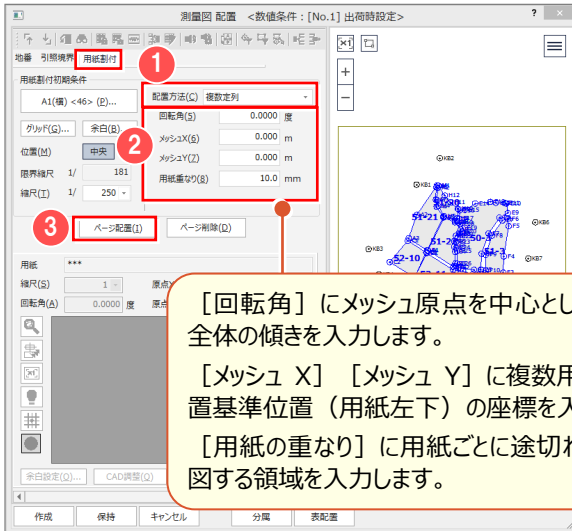 測量図 配置 <数値条件：[No.1] 出荷時設定>
? ×
地番 引照境界 用紙割付
1
用紙割付初期条件
A1(横) <46> (P)...
配置方法(C) 複数定列
グリッド(G)... 余白(B)...
回転角(5) 0.0000 度
2
位置(M) 中央
メッシュX(6) 0.000 m
限界縮尺 1/ 181
メッシュY(7) 0.000 m
縮尺(T) 1/ 250
用紙重なり(8) 10.0 mm
3
ページ配置(I) ページ削除(D)
用紙 ***
縮尺(S) 1
回転角(A) 0.0000 度
KB2
KB1
H12
E9
F5
KB6
KB3
KB7
51-21
52-10
［回転角］にメッシュ原点を中心とし
全体の傾きを入力します。
［メッシュ X］［メッシュ Y］に複数用
置基準位置（用紙左下）の座標を入
［用紙の重なり］に用紙ごとに途切れ
図する領域を入力します。
余白設定(O)... CAD調整(Q)
作成 保持 キャンセル 分属 表配置